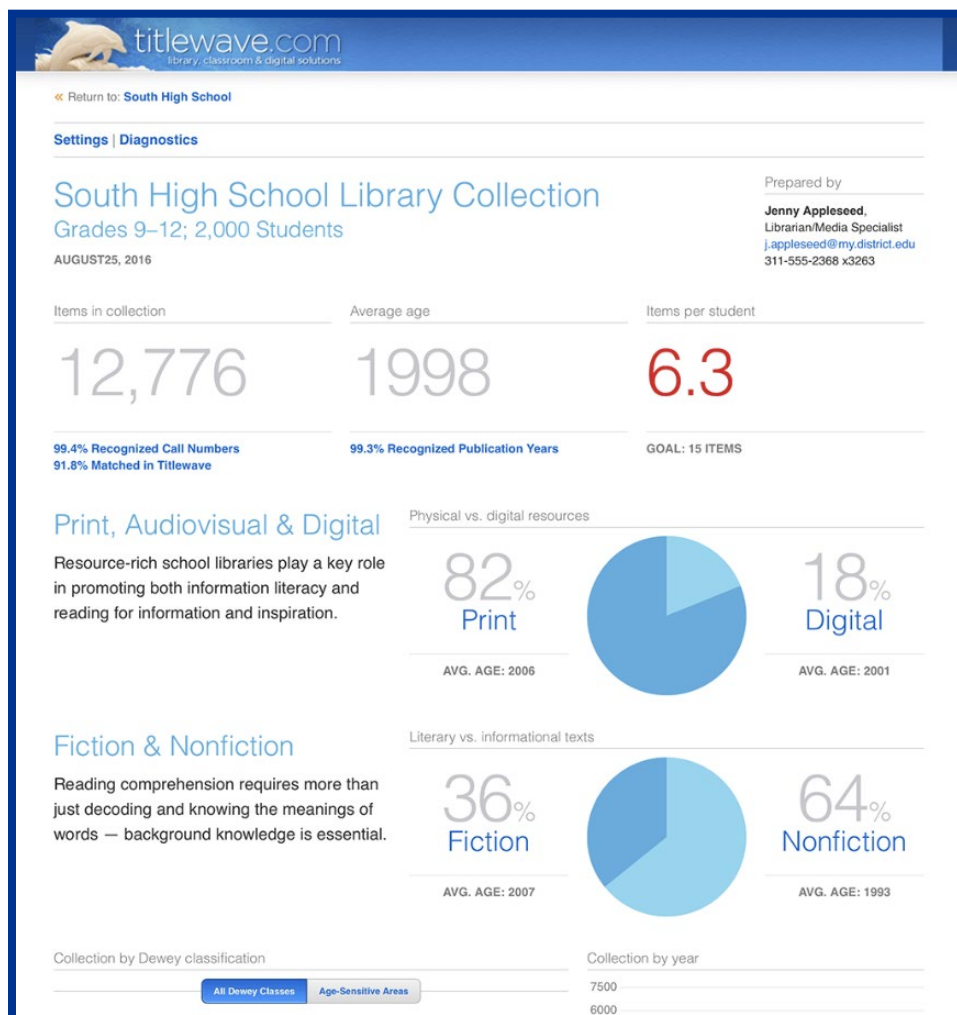 titlewave.com
library, classroom & digital solutions
« Return to: South High School
Settings | Diagnostics
South High School Library Collection
Grades 9–12; 2,000 Students
AUGUST25, 2016
Prepared by
Jenny Appleseed,
Librarian/Media Specialist
j.appleseed@my.district.edu
311-555-2368 x3263
Items in collection
12,776
99.4% Recognized Call Numbers
91.8% Matched in Titlewave
Average age
1998
99.3% Recognized Publication Years
Items per student
6.3
GOAL: 15 ITEMS
Print, Audiovisual & Digital
Resource-rich school libraries play a key role
in promoting both information literacy and
reading for information and inspiration.
Physical vs. digital resources
82%
Print
AVG. AGE: 2006
18%
Digital
AVG. AGE: 2001
Fiction & Nonfiction
Reading comprehension requires more than
just decoding and knowing the meanings of
words — background knowledge is essential.
Literary vs. informational texts
36%
Fiction
AVG. AGE: 2007
64%
Nonfiction
AVG. AGE: 1993
Collection by Dewey classification
All Dewey Classes
Age-Sensitive Areas
Collection by year
7500
6000